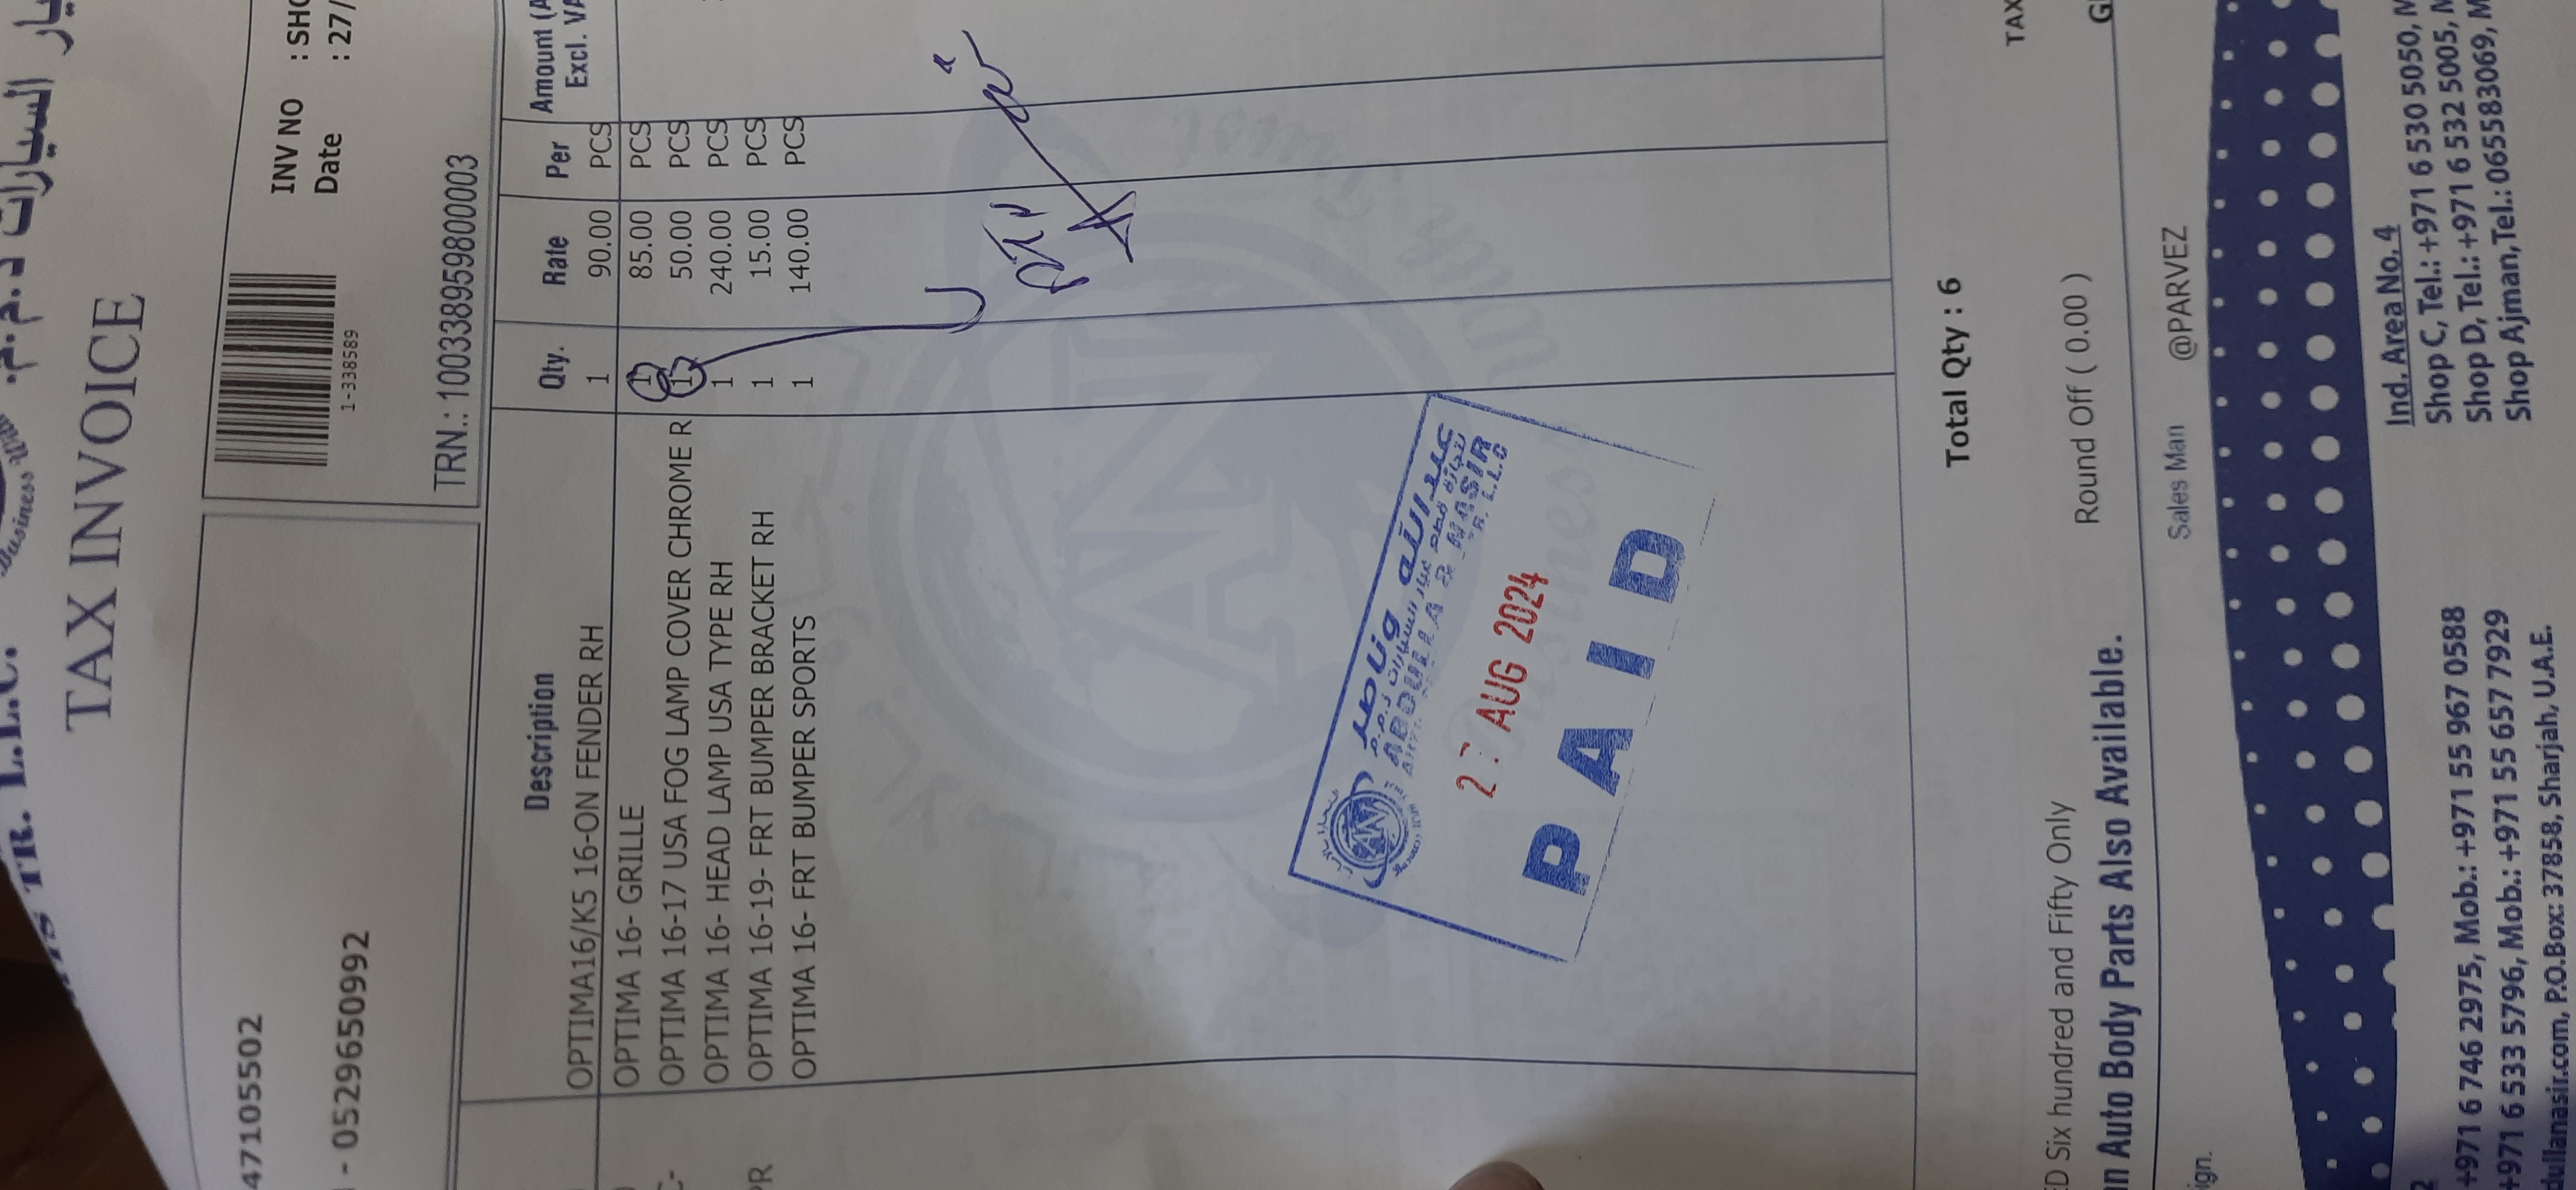 TR. L.L.C.
Business
TAX INVOICE
47105502
- 0529650992
1-338589
INV NO : SHO
Date : 27/
TRN.: 100338959800003
Description Qty. Rate Per Amount (A
Excl. VA
OPTIMA16/K5 16-ON FENDER RH 1 90.00 PCS
OPTIMA 16- GRILLE 1 85.00 PCS
OPTIMA 16-17 USA FOG LAMP COVER CHROME R 1 50.00 PCS
OPTIMA 16- HEAD LAMP USA TYPE RH 1 240.00 PCS
OPTIMA 16-19- FRT BUMPER BRACKET RH 1 15.00 PCS
OPTIMA 16- FRT BUMPER SPORTS 1 140.00 PCS
عبدالله وناصر
ABDULLA & NASIR
TR. L.L.C
2 AUG 2024
PAID
Total Qty : 6
TAX
D Six hundred and Fifty Only Round Off ( 0.00 )
n Auto Body Parts Also Available.
ign. Sales Man @PARVEZ
2 Ind. Area No. 4
+971 6 746 2975, Mob.: +971 55 967 0588 Shop C, Tel.: +971 6 530 5050, M
+971 6 533 5796, Mob.: +971 55 657 7929 Shop D, Tel.: +971 6 532 5005, M
dullanasir.com, P.O.Box: 37858, Sharjah, U.A.E. Shop Ajman,Tel.: 065583069, M